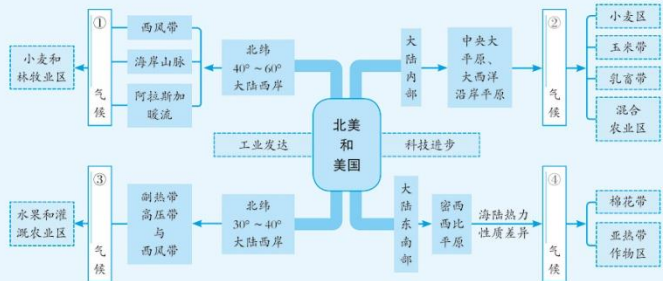 ①
气
候
小麦和
林牧业区
西风带
海岸山脉
阿拉斯加
暖流
北纬
40°～60°
大陆西岸
大
陆
内
部
中央大
平原、
大西洋
沿岸平原
②
气
候
小麦区
玉米带
乳畜带
混合
农业区
工业发达
北美
和
美国
科技进步
③
气
候
水果和灌
溉农业区
副热带
高压带
与
西风带
北纬
30°～40°
大陆西岸
大
陆
东
南
部
密西
西比
平原
海陆热力
性质差异
④
气
候
棉花带
亚热带
作物区